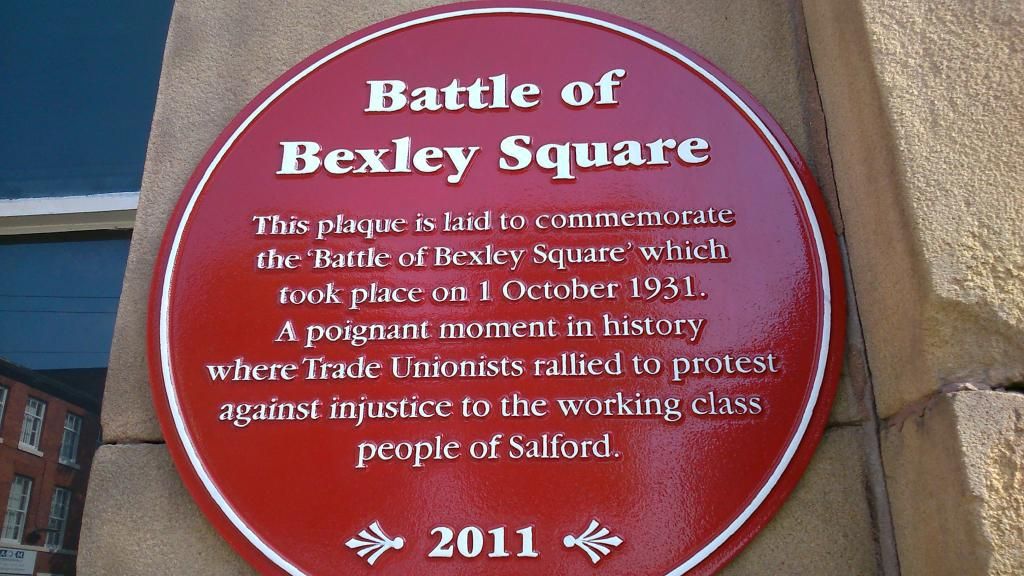 Battle of
Bexley Square
This plaque is laid to commemorate
the 'Battle of Bexley Square' which
took place on 1 October 1931.
A poignant moment in history
where Trade Unionists rallied to protest
against injustice to the working class
people of Salford.
2011